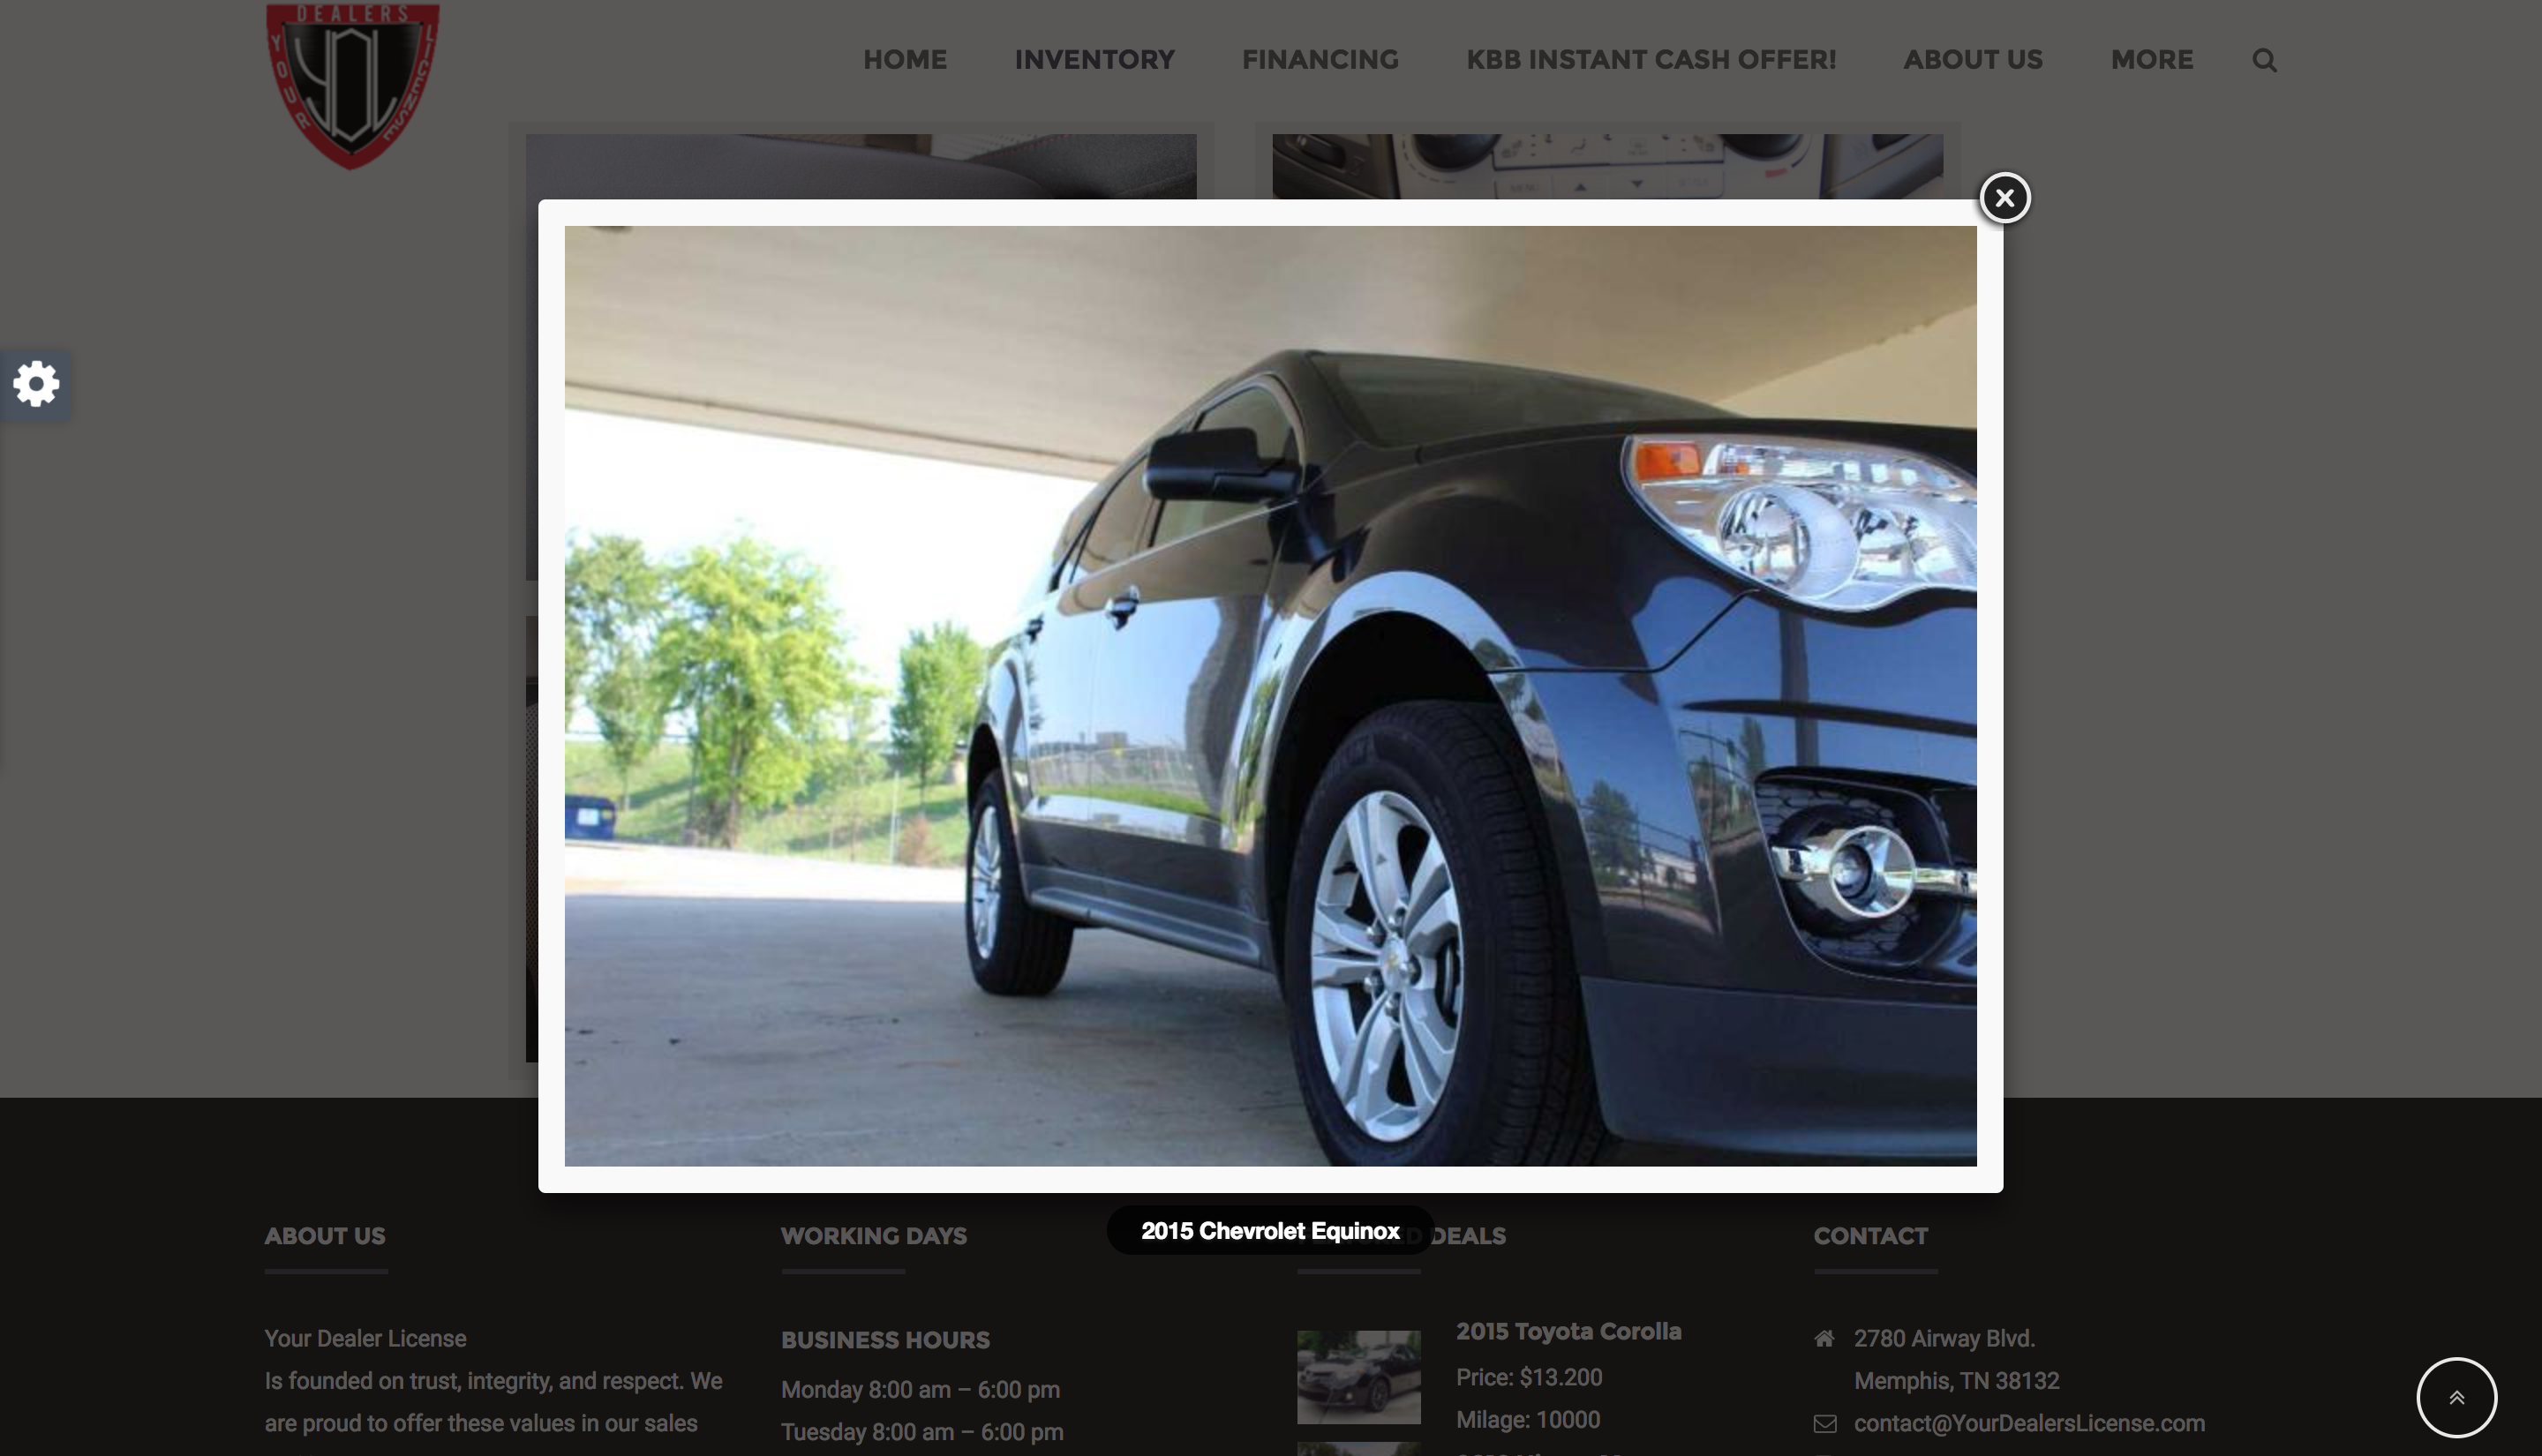 DEALERS
YOUR
LICENSE
YDL
HOME
INVENTORY
FINANCING
KBB INSTANT CASH OFFER!
ABOUT US
MORE
MENU
2015 Chevrolet Equinox
ABOUT US
Your Dealer License
Is founded on trust, integrity, and respect. We
are proud to offer these values in our sales
WORKING DAYS
BUSINESS HOURS
Monday 8:00 am – 6:00 pm
Tuesday 8:00 am – 6:00 pm
DEALS
2015 Toyota Corolla
Price: $13.200
Milage: 10000
CONTACT
2780 Airway Blvd.
Memphis, TN 38132
contact@YourDealersLicense.com